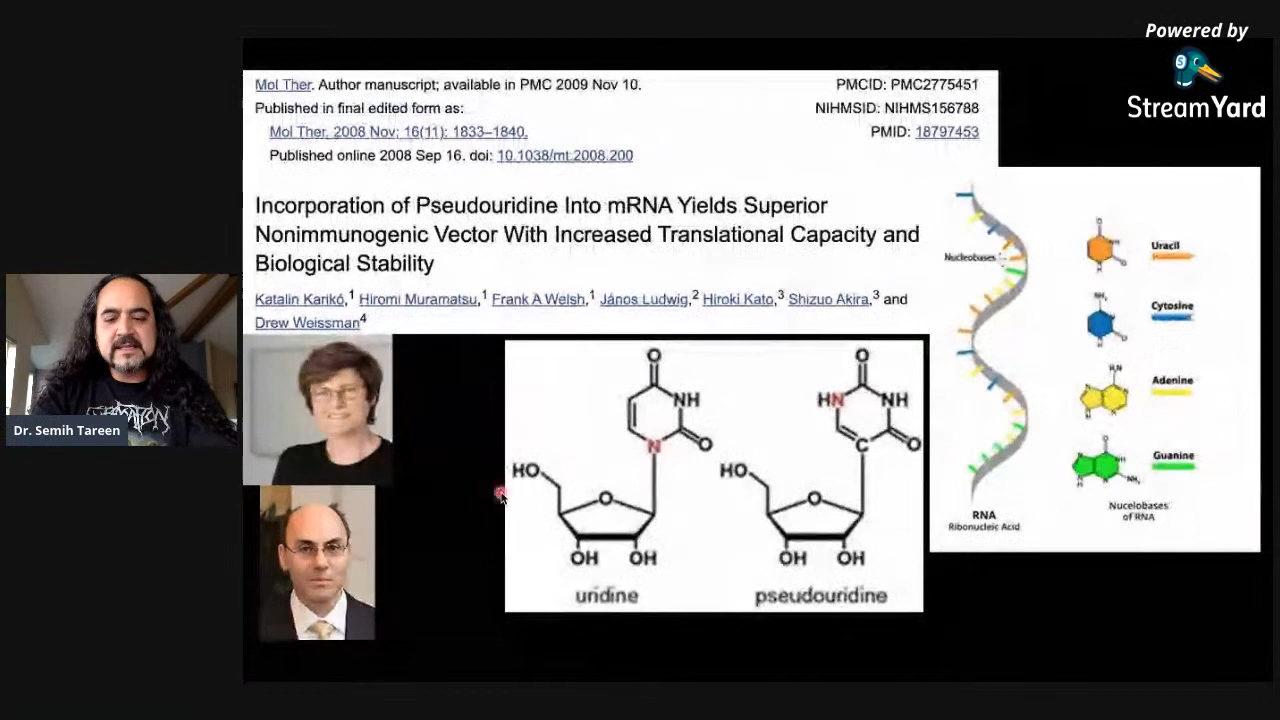 Powered by
StreamYard
Mol Ther. Author manuscript; available in PMC 2009 Nov 10.
PMCID: PMC2775451
Published in final edited form as:
NIHMSID: NIHMS156788
Mol Ther. 2008 Nov; 16(11): 1833–1840.
PMID: 18797453
Published online 2008 Sep 16. doi: 10.1038/mt.2008.200
Incorporation of Pseudouridine Into mRNA Yields Superior
Nonimmunogenic Vector With Increased Translational Capacity and
Biological Stability
Katalin Karikó,1 Hiromi Muramatsu,1 Frank A Welsh,1 János Ludwig,2 Hiroki Kato,3 Shizuo Akira,3 and
Drew Weissman4
Dr. Semih Tareen
O
NH
O
N
HO
O
OH
OH
uridine
O
HN
NH
O
C
HO
O
OH
OH
pseudouridine
Nucleobases
RNA
Ribonucleic Acid
Uracil
Cytosine
Adenine
Guanine
Nucelobases
of RNA